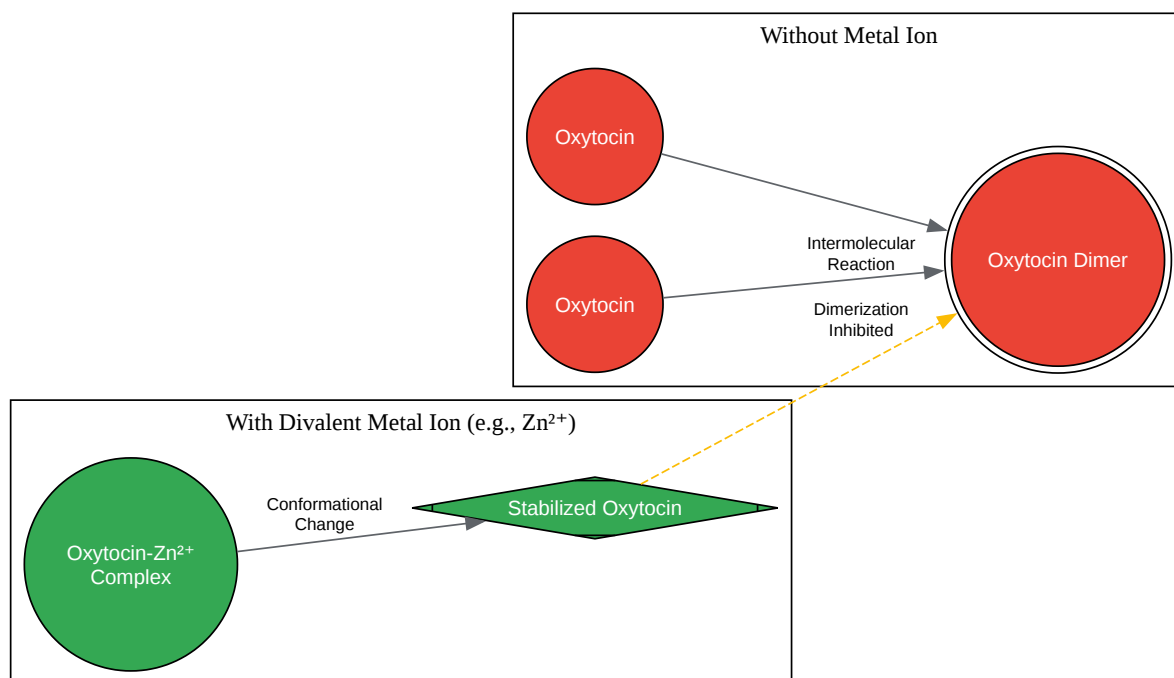 Without Metal Ion
Oxytocin
Oxytocin
Intermolecular
Reaction
Oxytocin Dimer
Dimerization
Inhibited
With Divalent Metal Ion (e.g., Zn²⁺)
Oxytocin-Zn²⁺
Complex
Conformational
Change
Stabilized Oxytocin